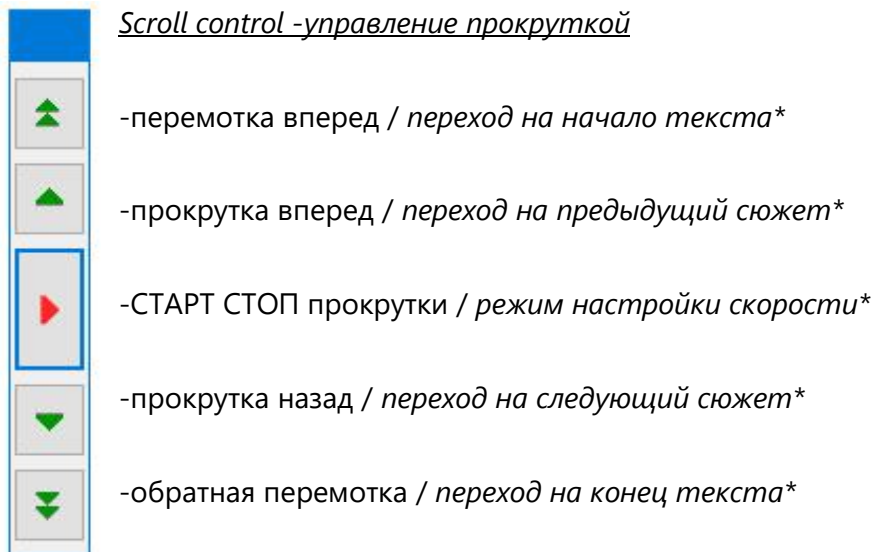 Scroll control -управление прокруткой
-перемотка вперед / переход на начало текста*
-прокрутка вперед / переход на предыдущий сюжет*
-СТАРТ СТОП прокрутки / режим настройки скорости*
-прокрутка назад / переход на следующий сюжет*
-обратная перемотка / переход на конец текста*